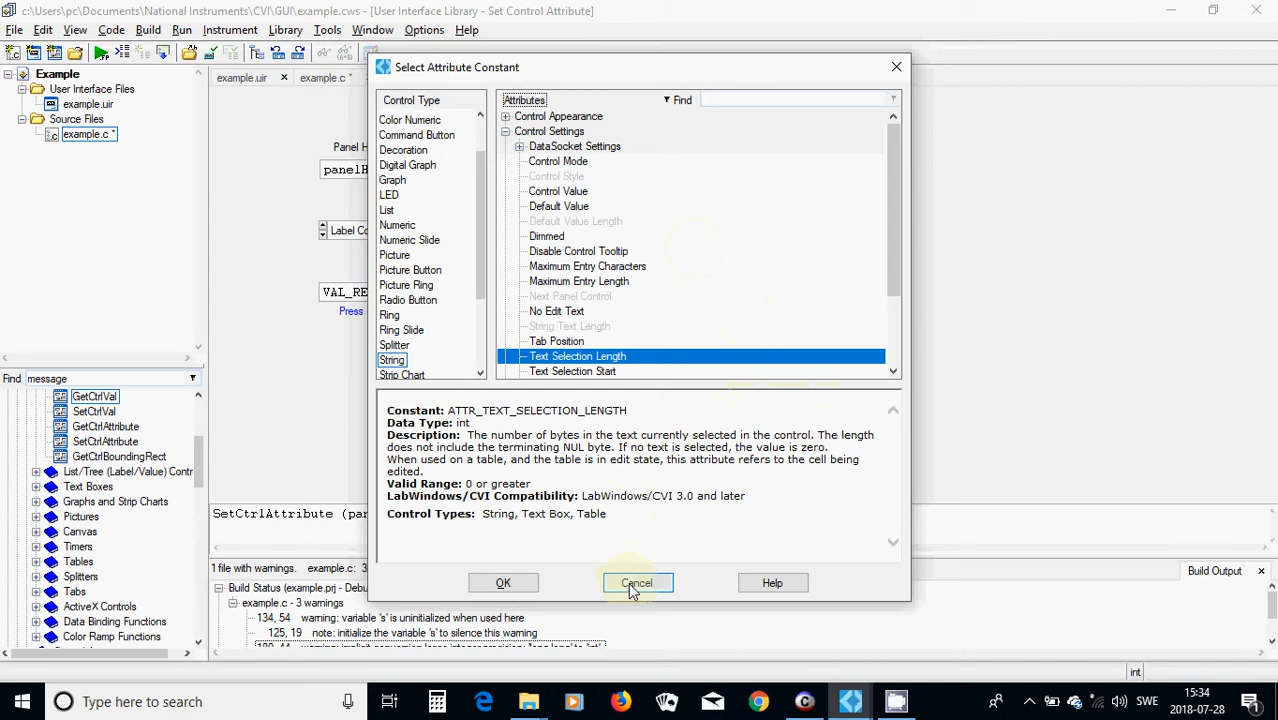 c:\Users\pc\Documents\National Instruments\CVI\GUI\example.cws - [User Interface Library - Set Control Attribute]
File Edit View Code Build Run Instrument Library Tools Window Options Help
Example
User Interface Files
example.uir
Source Files
example.c *
example.uir
example.c *
Panel H
panelH
Label Co
VAL_RE
Press
Select Attribute Constant
Control Type
Color Numeric
Command Button
Decoration
Digital Graph
Graph
LED
List
Numeric
Numeric Slide
Picture
Picture Button
Picture Ring
Radio Button
Ring
Ring Slide
Splitter
String
Strip Chart
Attributes
Find
Control Appearance
Control Settings
DataSocket Settings
Control Mode
Control Style
Control Value
Default Value
Default Value Length
Dimmed
Disable Control Tooltip
Maximum Entry Characters
Maximum Entry Length
Next Panel Control
No Edit Text
String Text Length
Tab Position
Text Selection Length
Text Selection Start
Constant: ATTR_TEXT_SELECTION_LENGTH
Data Type: int
Description: The number of bytes in the text currently selected in the control. The length
does not include the terminating NUL byte. If no text is selected, the value is zero.
When used on a table, and the table is in edit state, this attribute refers to the cell being
edited.
Valid Range: 0 or greater
LabWindows/CVI Compatibility: LabWindows/CVI 3.0 and later
Control Types: String, Text Box, Table
OK
Cancel
Help
Find message
GetCtrlVal
SetCtrlVal
GetCtrlAttribute
SetCtrlAttribute
GetCtrlBoundingRect
List/Tree (Label/Value) Contr
Text Boxes
Graphs and Strip Charts
Pictures
Canvas
Timers
Tables
Splitters
Tabs
ActiveX Controls
Data Binding Functions
Color Ramp Functions
SetCtrlAttribute (pa
1 file with warnings. example.c: 3
Build Output
Build Status (example.prj - Debu
example.c - 3 warnings
134, 54 warning: variable 's' is uninitialized when used here
125, 19 note: initialize the variable 's' to silence this warning
int
Type here to search
SWE
15:34
2018-07-28